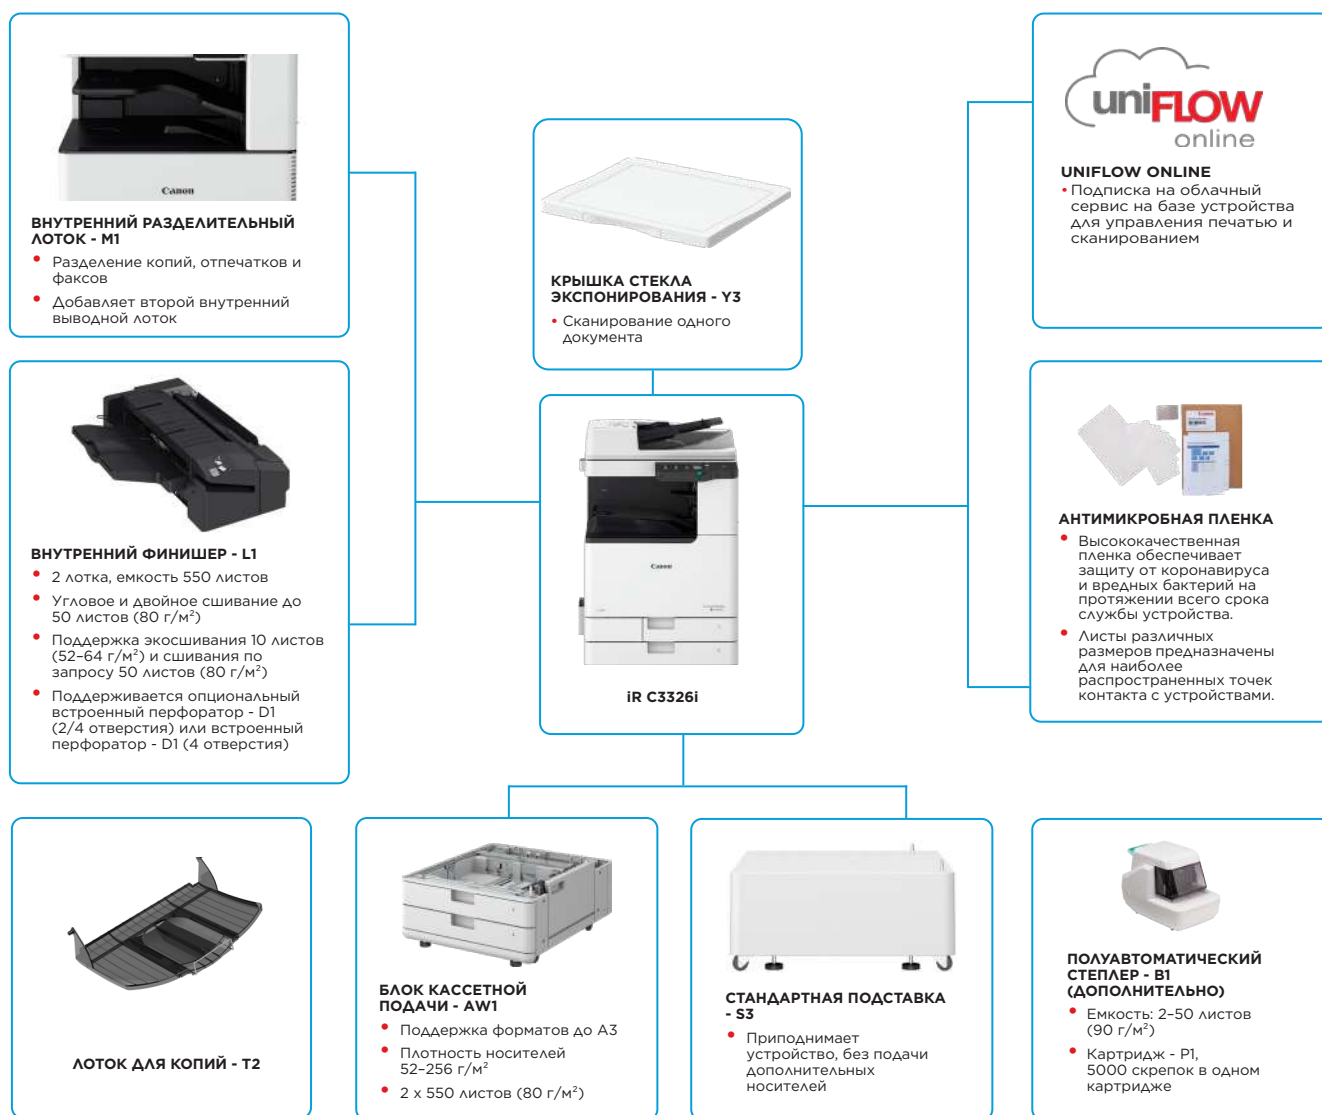 Canon
ВНУТРЕННИЙ РАЗДЕЛИТЕЛЬНЫЙ
ЛОТОК - M1
• Разделение копий, отпечатков и
факсов
• Добавляет второй внутренний
выводной лоток
КРЫШКА СТЕКЛА
ЭКСПОНИРОВАНИЯ - Y3
• Сканирование одного
документа
uniFLOW
online
UNIFLOW ONLINE
• Подписка на облачный
сервис на базе устройства
для управления печатью и
сканированием
ВНУТРЕННИЙ ФИНИШЕР - L1
• 2 лотка, емкость 550 листов
• Угловое и двойное сшивание до
50 листов (80 г/м²)
• Поддержка экосшивания 10 листов
(52–64 г/м²) и сшивания по
запросу 50 листов (80 г/м²)
• Поддерживается опциональный
встроенный перфоратор - D1
(2/4 отверстия) или встроенный
перфоратор - D1 (4 отверстия)
Canon
iR C3326i
АНТИМИКРОБНАЯ ПЛЕНКА
• Высококачественная
пленка обеспечивает
защиту от коронавируса
и вредных бактерий на
протяжении всего срока
службы устройства.
• Листы различных
размеров предназначены
для наиболее
распространенных точек
контакта с устройствами.
ЛОТОК ДЛЯ КОПИЙ - T2
БЛОК КАССЕТНОЙ
ПОДАЧИ - AW1
• Поддержка форматов до A3
• Плотность носителей
52–256 г/м²
• 2 x 550 листов (80 г/м²)
СТАНДАРТНАЯ ПОДСТАВКА
- S3
• Приподнимает
устройство, без подачи
дополнительных
носителей
ПОЛУАВТОМАТИЧЕСКИЙ
СТЕПЛЕР - B1
(ДОПОЛНИТЕЛЬНО)
• Емкость: 2–50 листов
(90 г/м²)
• Картридж - P1,
5000 скрепок в одном
картридже